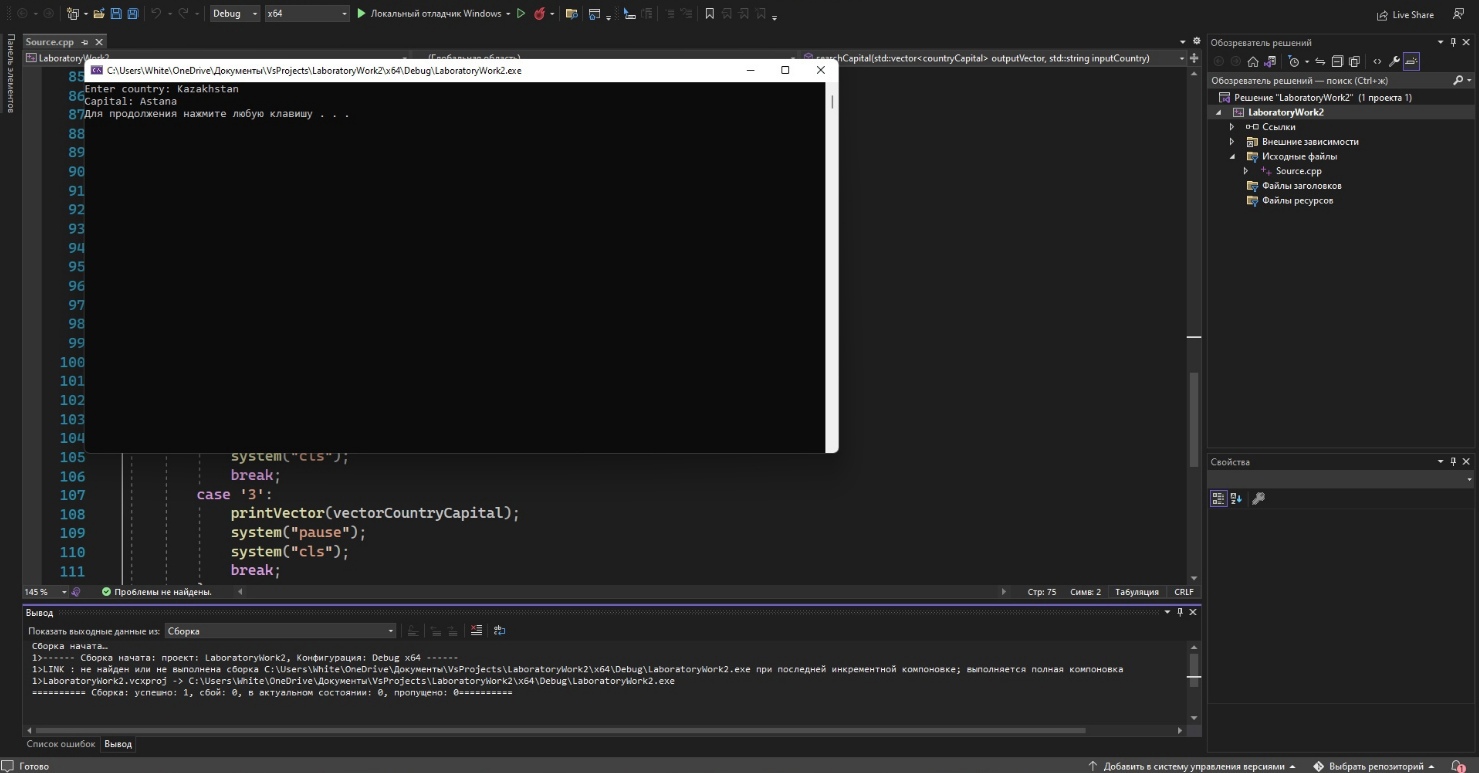 Debug x64 Локальный отладчик Windows Live Share
Панель элементов
Source.cpp
LaboratoryWork2 (Глобальная область) searchCapital(std::vector<countryCapital> outputVector, std::string inputCountry)
C:\Users\White\OneDrive\Документы\VsProjects\LaboratoryWork2\x64\Debug\LaboratoryWork2.exe
Enter country: Kazakhstan
Capital: Astana
Для продолжения нажмите любую клавишу . . .
85
86
87
88
89
90
91
92
93
94
95
96
97
98
99
100
101
102
103
104
105 system("cls");
106 break;
107 case '3':
108 printVector(vectorCountryCapital);
109 system("pause");
110 system("cls");
111 break;
145 % Проблемы не найдены. Стр: 75 Симв: 2 Табуляция CRLF
Вывод
Показать выходные данные из: Сборка
Сборка начата…
1>------ Сборка начата: проект: LaboratoryWork2, Конфигурация: Debug x64 ------
1>LINK : не найден или не выполнена сборка C:\Users\White\OneDrive\Документы\VsProjects\LaboratoryWork2\x64\Debug\LaboratoryWork2.exe при последней инкрементной компоновке; выполняется полная компоновка
1>LaboratoryWork2.vcxproj -> C:\Users\White\OneDrive\Документы\VsProjects\LaboratoryWork2\x64\Debug\LaboratoryWork2.exe
========== Сборка: успешно: 1, сбой: 0, в актуальном состоянии: 0, пропущено: 0 ==========
Список ошибок Вывод
Обозреватель решений
Обозреватель решений — поиск (Ctrl+ж)
Решение "LaboratoryWork2" (1 проекта 1)
LaboratoryWork2
Ссылки
Внешние зависимости
Исходные файлы
Source.cpp
Файлы заголовков
Файлы ресурсов
Свойства
Готово Добавить в систему управления версиями Выбрать репозиторий 1